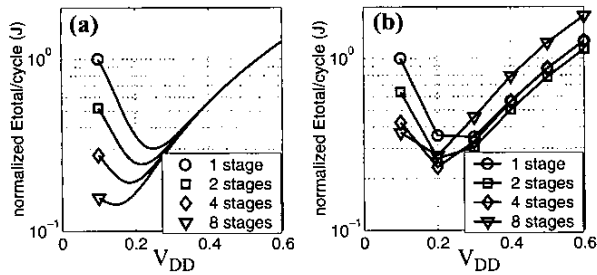 (a)
normalized Etotal/cycle (J)
10^0
10^-1
1 stage
2 stages
4 stages
8 stages
0
0.2
0.4
0.6
V_DD
(b)
normalized Etotal/cycle (J)
10^0
10^-1
1 stage
2 stages
4 stages
8 stages
0
0.2
0.4
0.6
V_DD